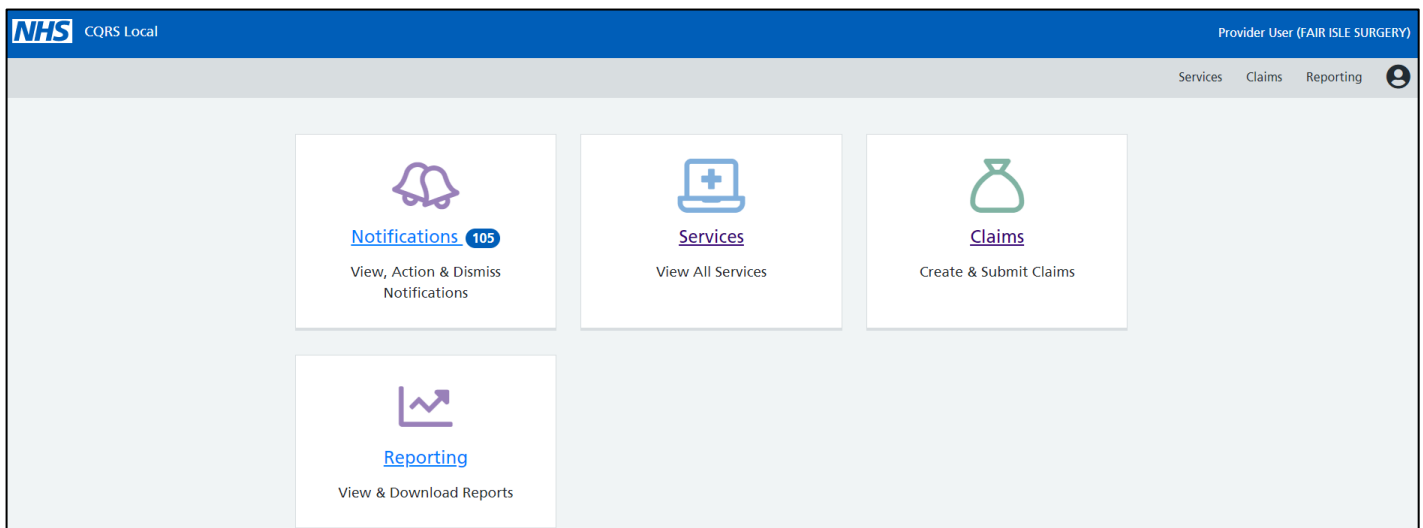 NHS CQRS Local
Provider User (FAIR ISLE SURGERY)
Services Claims Reporting
Notifications 105
View, Action & Dismiss
Notifications
Services
View All Services
Claims
Create & Submit Claims
Reporting
View & Download Reports